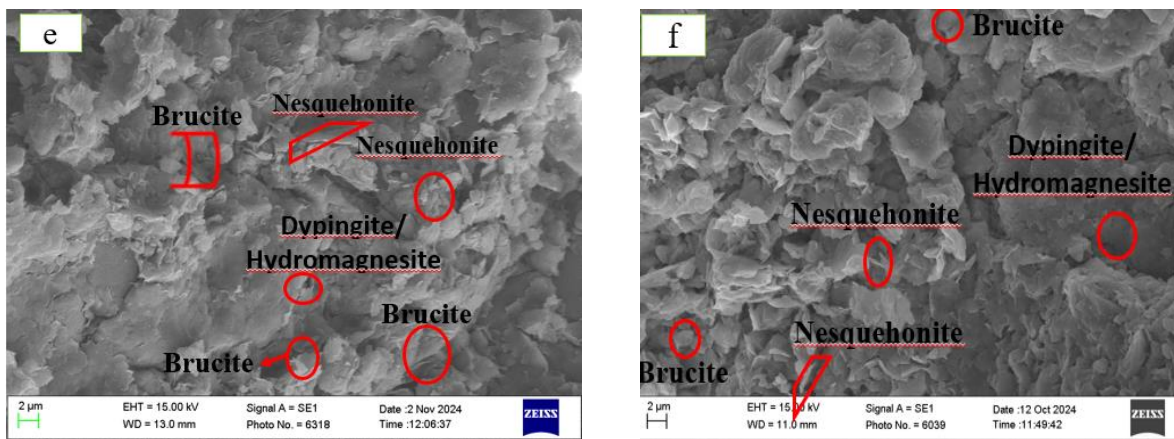 e
Brucite
Nesquehonite
Nesquehonite
Dypingite/
Hydromagnesite
Brucite
Brucite
2 μm
EHT = 15.00 kV
WD = 13.0 mm
Signal A = SE1
Photo No. = 6318
Date :2 Nov 2024
Time :12:06:37
ZEISS
f
Brucite
Dypingite/
Hydromagnesite
Nesquehonite
Nesquehonite
Brucite
2 μm
EHT = 15.00 kV
WD = 11.0 mm
Signal A = SE1
Photo No. = 6039
Date :12 Oct 2024
Time :11:49:42
ZEISS